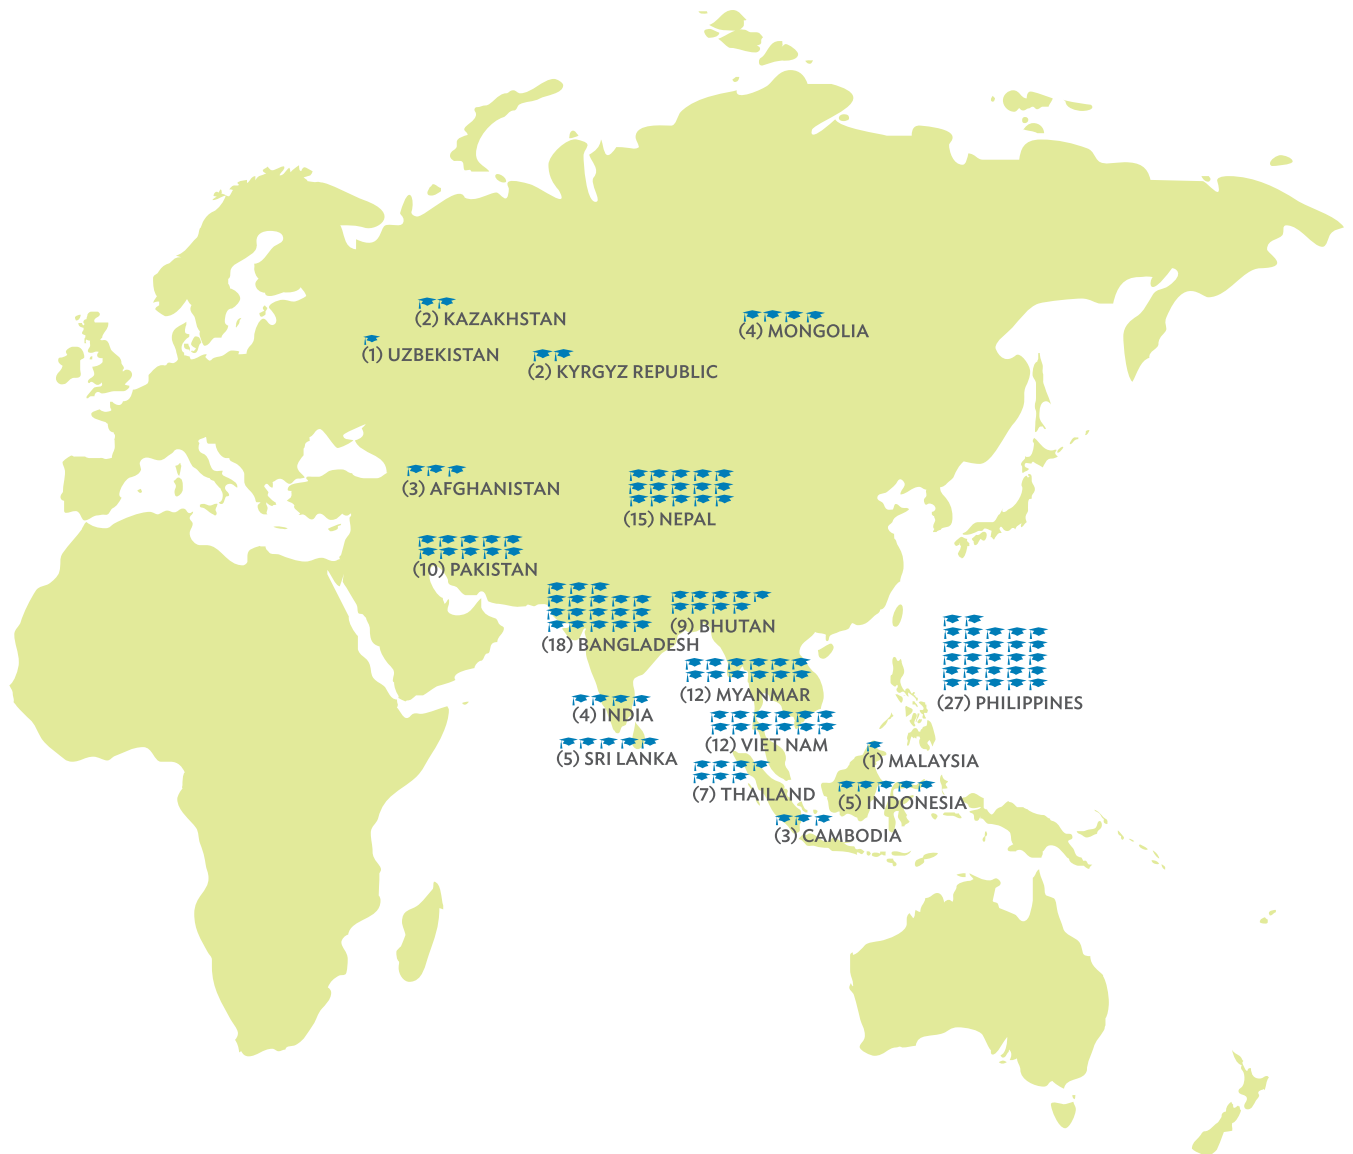 (2) KAZAKHSTAN
(4) MONGOLIA
(1) UZBEKISTAN
(2) KYRGYZ REPUBLIC
(3) AFGHANISTAN
(15) NEPAL
(10) PAKISTAN
(9) BHUTAN
(18) BANGLADESH
(12) MYANMAR
(27) PHILIPPINES
(4) INDIA
(12) VIET NAM
(5) SRI LANKA
(1) MALAYSIA
(7) THAILAND
(5) INDONESIA
(3) CAMBODIA